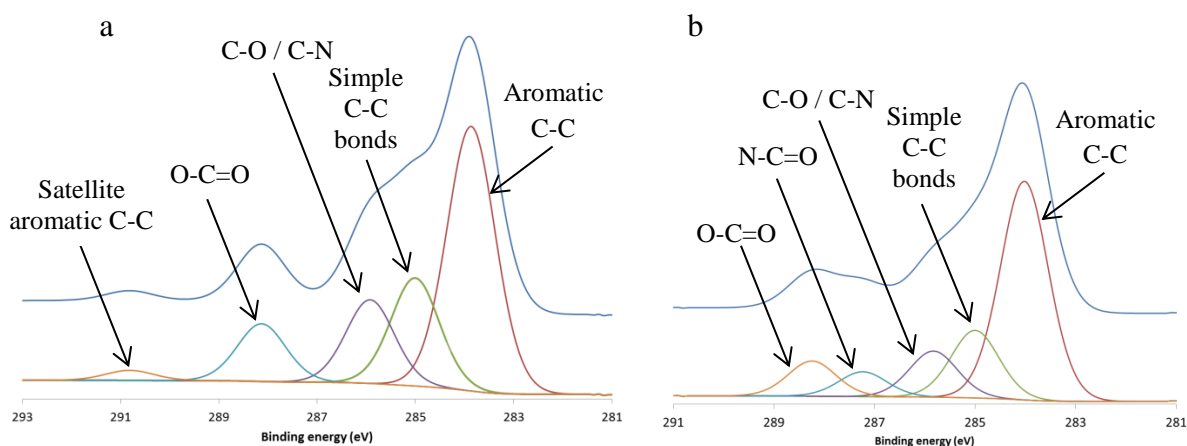 a
C-O / C-N
Simple
C-C
bonds
Aromatic
C-C
O-C=O
Satellite
aromatic C-C
293
291
289
287
285
283
281
Binding energy (eV)
b
C-O / C-N
Simple
C-C
bonds
Aromatic
C-C
N-C=O
O-C=O
291
289
287
285
283
281
Binding energy (eV)